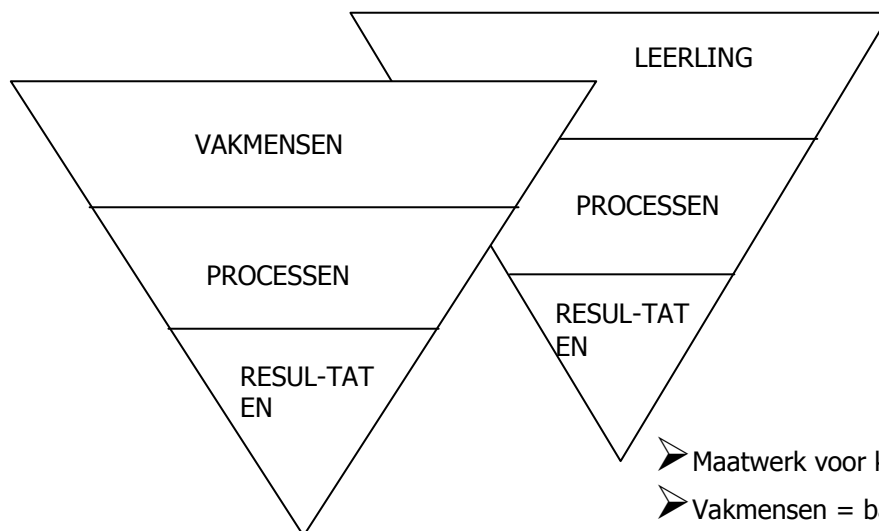 LEERLING
VAKMENSEN
PROCESSEN
PROCESSEN
RESUL-TAT
EN
RESUL-TAT
EN
Maatwerk voor
Vakmensen =